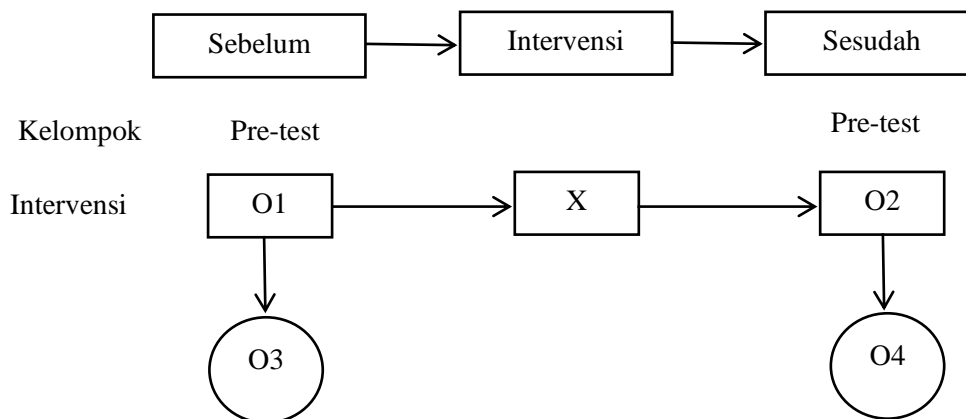 Sebelum Intervensi Sesudah
Kelompok Pre-test Pre-test
Intervensi O1 X O2
O3 O4